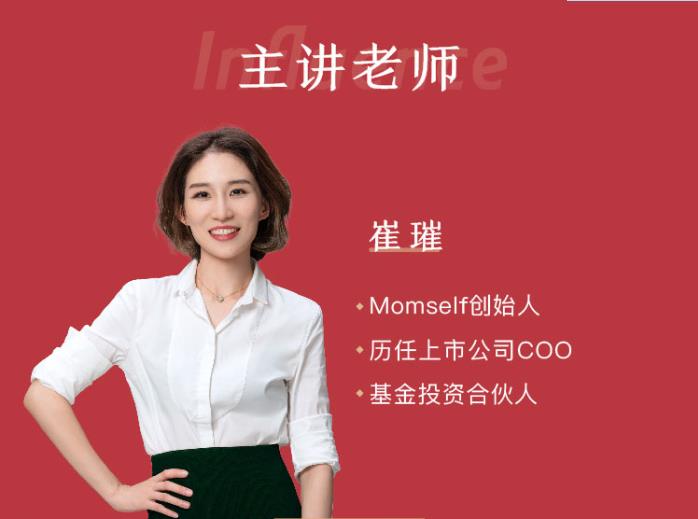 Influence
主讲老师
崔璀
Momself创始人
历任上市公司COO
基金投资合伙人